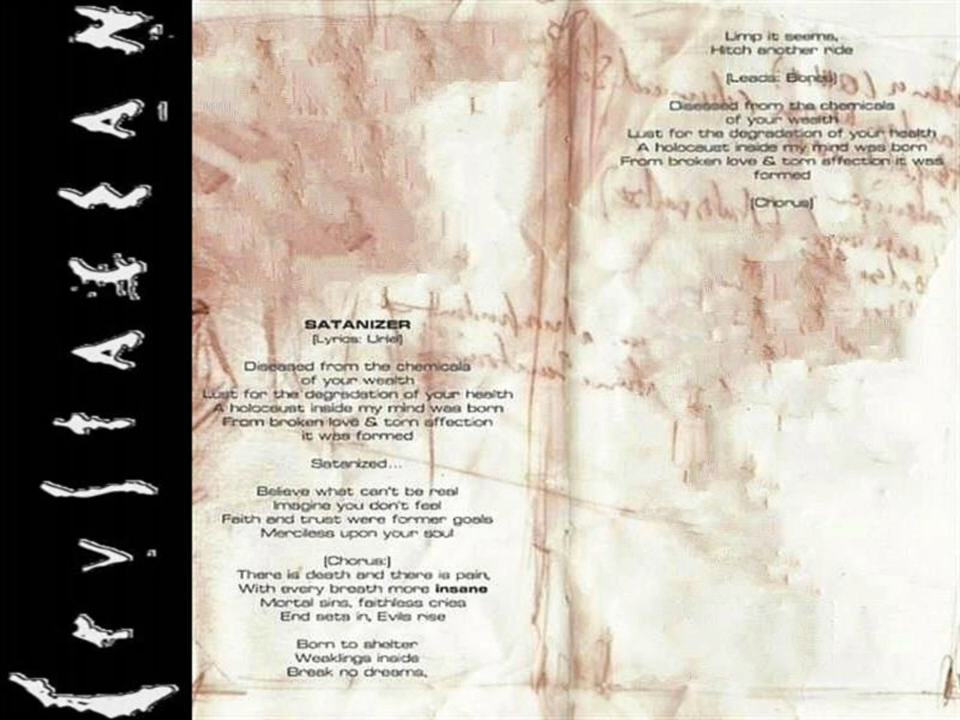 SATANIZER
(Lyrics: Uriel)
Diseased from the chemicals
of your wealth
Lust for the degradation of your health
A holocaust inside my mind was born
From broken love & torn affection
it was formed
Satanized...
Believe what can't be real
Imagine you don't feel
Faith and trust were former goals
Merciless upon your soul
(Chorus:)
There is death and there is pain,
With every breath more insane
Mortal sins, faithless cries
End sets in, Evils rise
Born to shelter
Weaklings inside
Break no dreams,
Limp it seems,
Hitch another ride
(Leads: Bones)
Diseased from the chemicals
of your wealth
Lust for the degradation of your health
A holocaust inside my mind was born
From broken love & torn affection it was
formed
(Chorus)